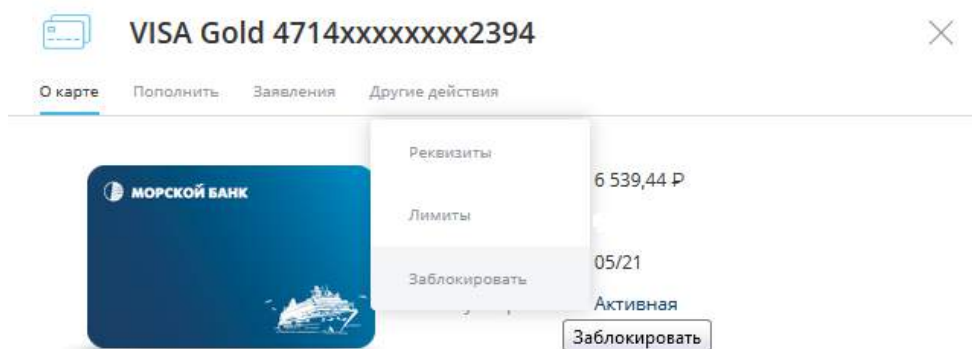 VISA Gold 4714xxxxxxxx2394
О карте Пополнить Заявления Другие действия
Реквизиты
МОРСКОЙ БАНК
6 539,44 ₽
Лимиты
05/21
Заблокировать
Активная
Заблокировать